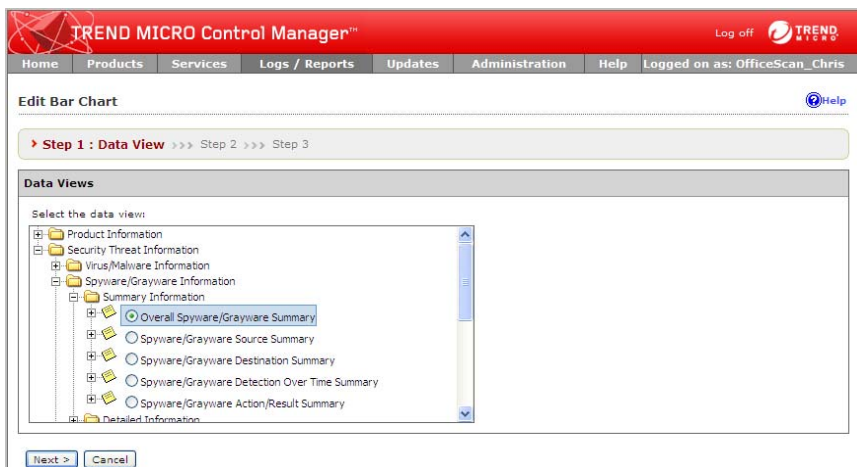 TREND MICRO Control Manager™
Log off
TREND MICRO
Home Products Services Logs / Reports Updates Administration Help Logged on as: OfficeScan_Chris
Edit Bar Chart
Help
Step 1 : Data View >>> Step 2 >>> Step 3
Data Views
Select the data view:
Product Information
Security Threat Information
Virus/Malware Information
Spyware/Grayware Information
Summary Information
Overall Spyware/Grayware Summary
Spyware/Grayware Source Summary
Spyware/Grayware Destination Summary
Spyware/Grayware Detection Over Time Summary
Spyware/Grayware Action/Result Summary
Detailed Information
Next > Cancel